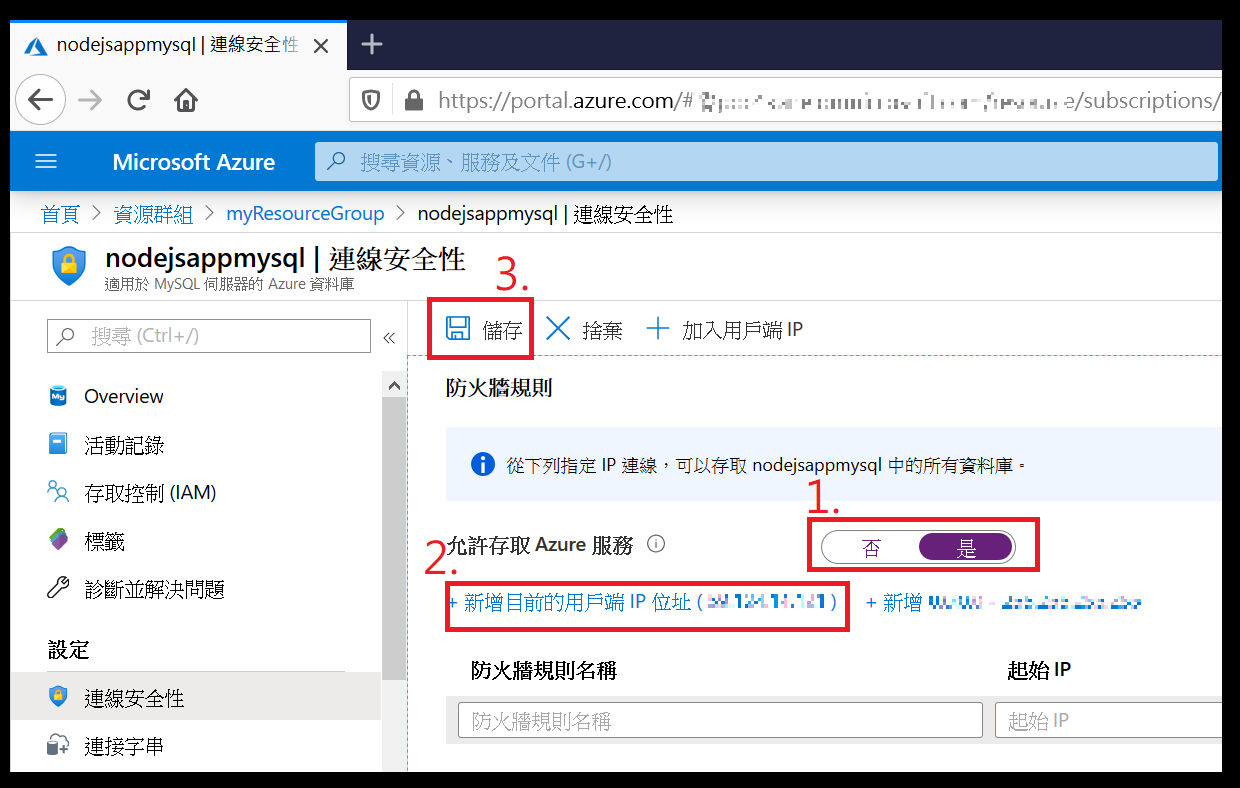 nodejsappmysql | 連線安全性
https://portal.azure.com/# e/subscriptions/
Microsoft Azure
搜尋資源、服務及文件 (G+/)
首頁 > 資源群組 > myResourceGroup > nodejsappmysql | 連線安全性
nodejsappmysql | 連線安全性
適用於 MySQL 伺服器的 Azure 資料庫
3.
搜尋 (Ctrl+/)
«
儲存
捨棄
加入用戶端 IP
Overview
活動記錄
存取控制 (IAM)
標籤
診斷並解決問題
設定
連線安全性
連接字串
防火牆規則
從下列指定 IP 連線，可以存取 nodejsappmysql 中的所有資料庫。
1.
允許存取 Azure 服務
否 是
2.
+ 新增目前的用戶端 IP 位址 ( )
+ 新增
防火牆規則名稱 起始 IP
防火牆規則名稱 起始 IP